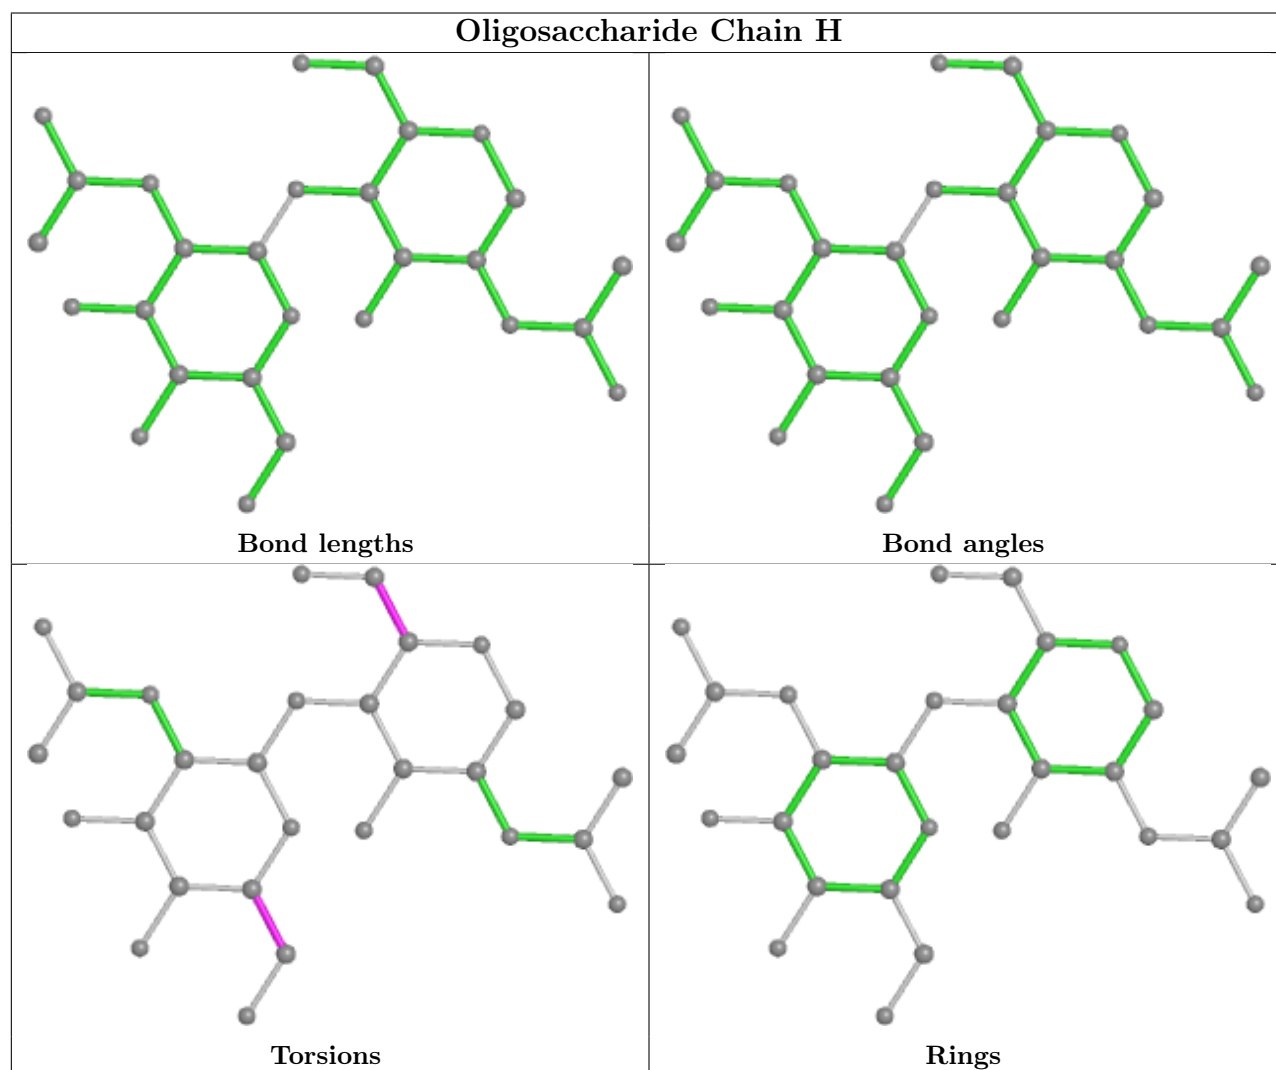 Oligosaccharide Chain H
Bond lengths
Bond angles
Torsions
Rings